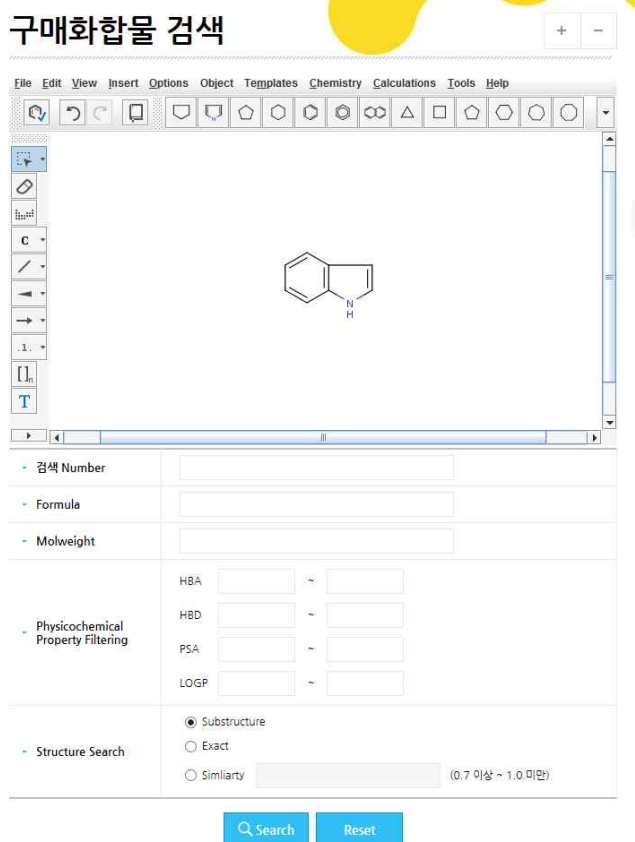 구매화합물 검색
+ −
File Edit View Insert Options Object Templates Chemistry Calculations Tools Help
C
.1.
[]n
T
N
H
- 검색 Number
- Formula
- Molweight
- Physicochemical
Property Filtering
HBA ~
HBD ~
PSA ~
LOGP ~
- Structure Search
Substructure
Exact
Simliarty (0.7 이상 ~ 1.0 미만)
Search Reset